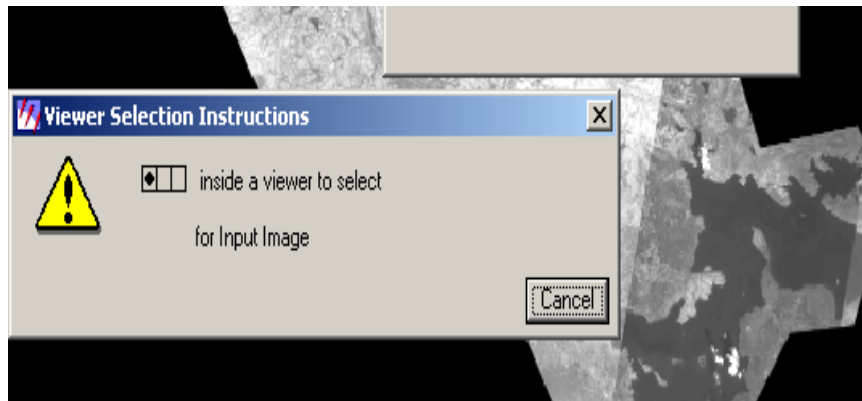 Viewer Selection Instructions
inside a viewer to select
for Input Image
Cancel